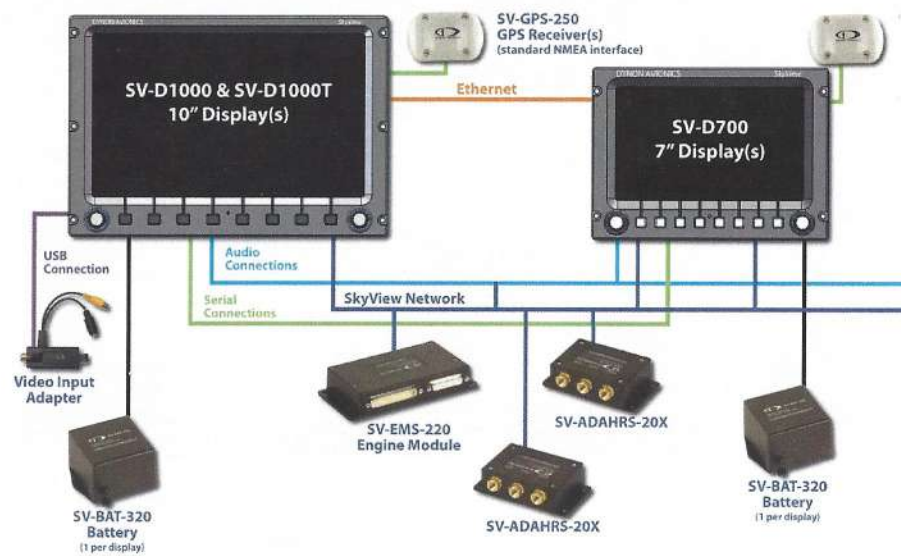 SV-GPS-250
GPS Receiver(s)
(standard NMEA interface)
DYNON AVIONICS
SkyView
SV-D1000 & SV-D1000T
10" Display(s)
Ethernet
DYNON AVIONICS
SkyView
SV-D700
7" Display(s)
USB
Connection
Audio
Connections
SkyView Network
Serial
Connections
Video Input
Adapter
SV-EMS-220
Engine Module
SV-ADAHRS-20X
SV-ADAHRS-20X
SV-BAT-320
Battery
(1 per display)
SV-BAT-320
Battery
(1 per display)